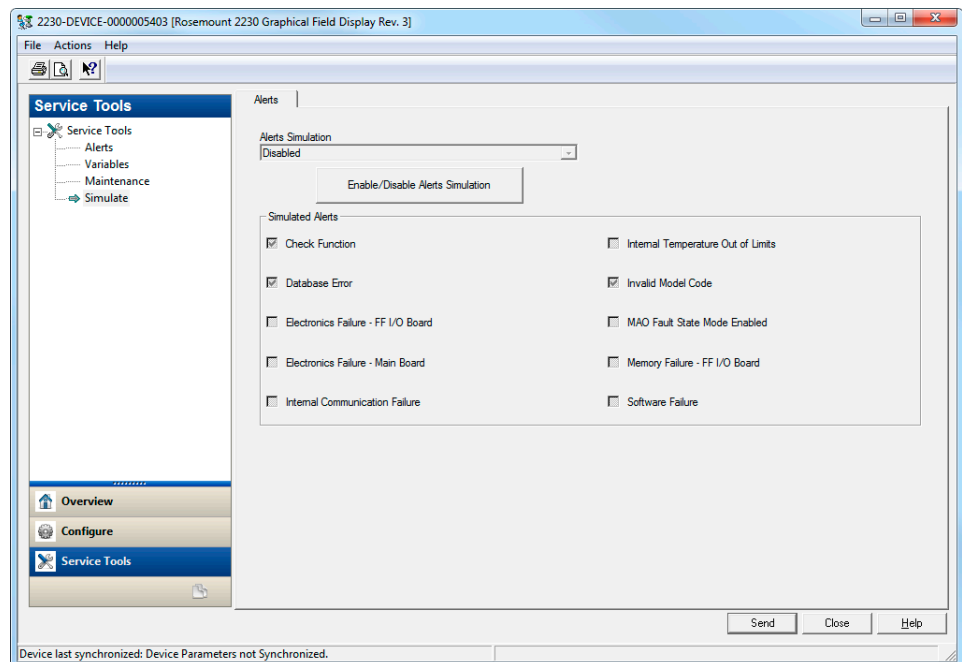 2230-DEVICE-0000005403 [Rosemount 2230 Graphical Field Display Rev. 3]
File Actions Help
Service Tools
Service Tools
Alerts
Variables
Maintenance
Simulate
Overview
Configure
Service Tools
Alerts
Alerts Simulation
Disabled
Enable/Disable Alerts Simulation
Simulated Alerts
Check Function
Internal Temperature Out of Limits
Database Error
Invalid Model Code
Electronics Failure - FF I/O Board
MAO Fault State Mode Enabled
Electronics Failure - Main Board
Memory Failure - FF I/O Board
Internal Communication Failure
Software Failure
Send Close Help
Device last synchronized: Device Parameters not Synchronized.